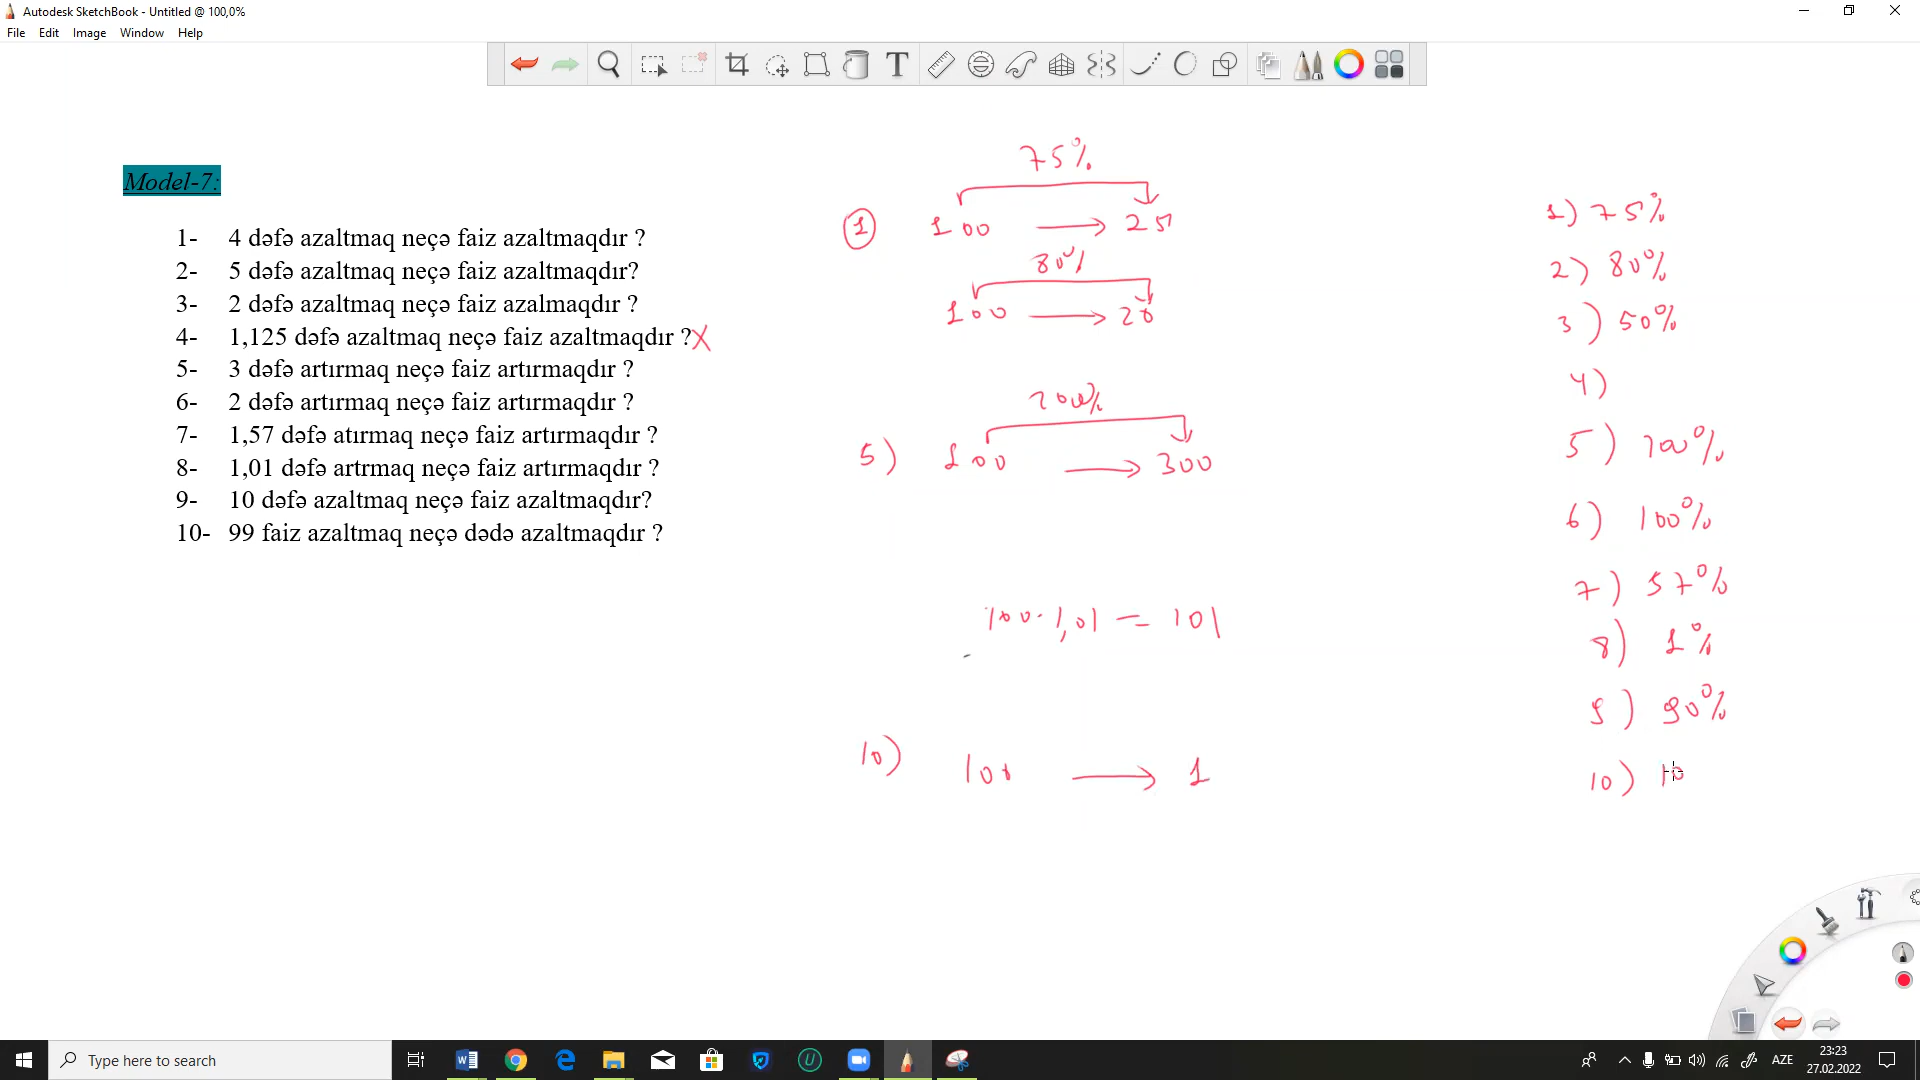 Autodesk SketchBook - Untitled @ 100,0%
File Edit Image Window Help
Model-7:
1- 4 dəfə azaltmaq neçə faiz azaltmaqdır ?
2- 5 dəfə azaltmaq neçə faiz azaltmaqdır?
3- 2 dəfə azaltmaq neçə faiz azalmaqdır ?
4- 1,125 dəfə azaltmaq neçə faiz azaltmaqdır ?X
5- 3 dəfə artırmaq neçə faiz artırmaqdır ?
6- 2 dəfə artırmaq neçə faiz artırmaqdır ?
7- 1,57 dəfə atırmaq neçə faiz artırmaqdır ?
8- 1,01 dəfə artrmaq neçə faiz artırmaqdır ?
9- 10 dəfə azaltmaq neçə faiz azaltmaqdır?
10- 99 faiz azaltmaq neçə dədə azaltmaqdır ?
75%
1 100 → 25
80%
100 → 20
200%
5) 100 → 300
100·1,01 = 101
10) 100 → 1
1) 75%
2) 80%
3) 50%
4)
5) 200%
6) 100%
7) 57%
8) 1%
9) 90%
10) 10
Type here to search
AZE
23:23
27.02.2022